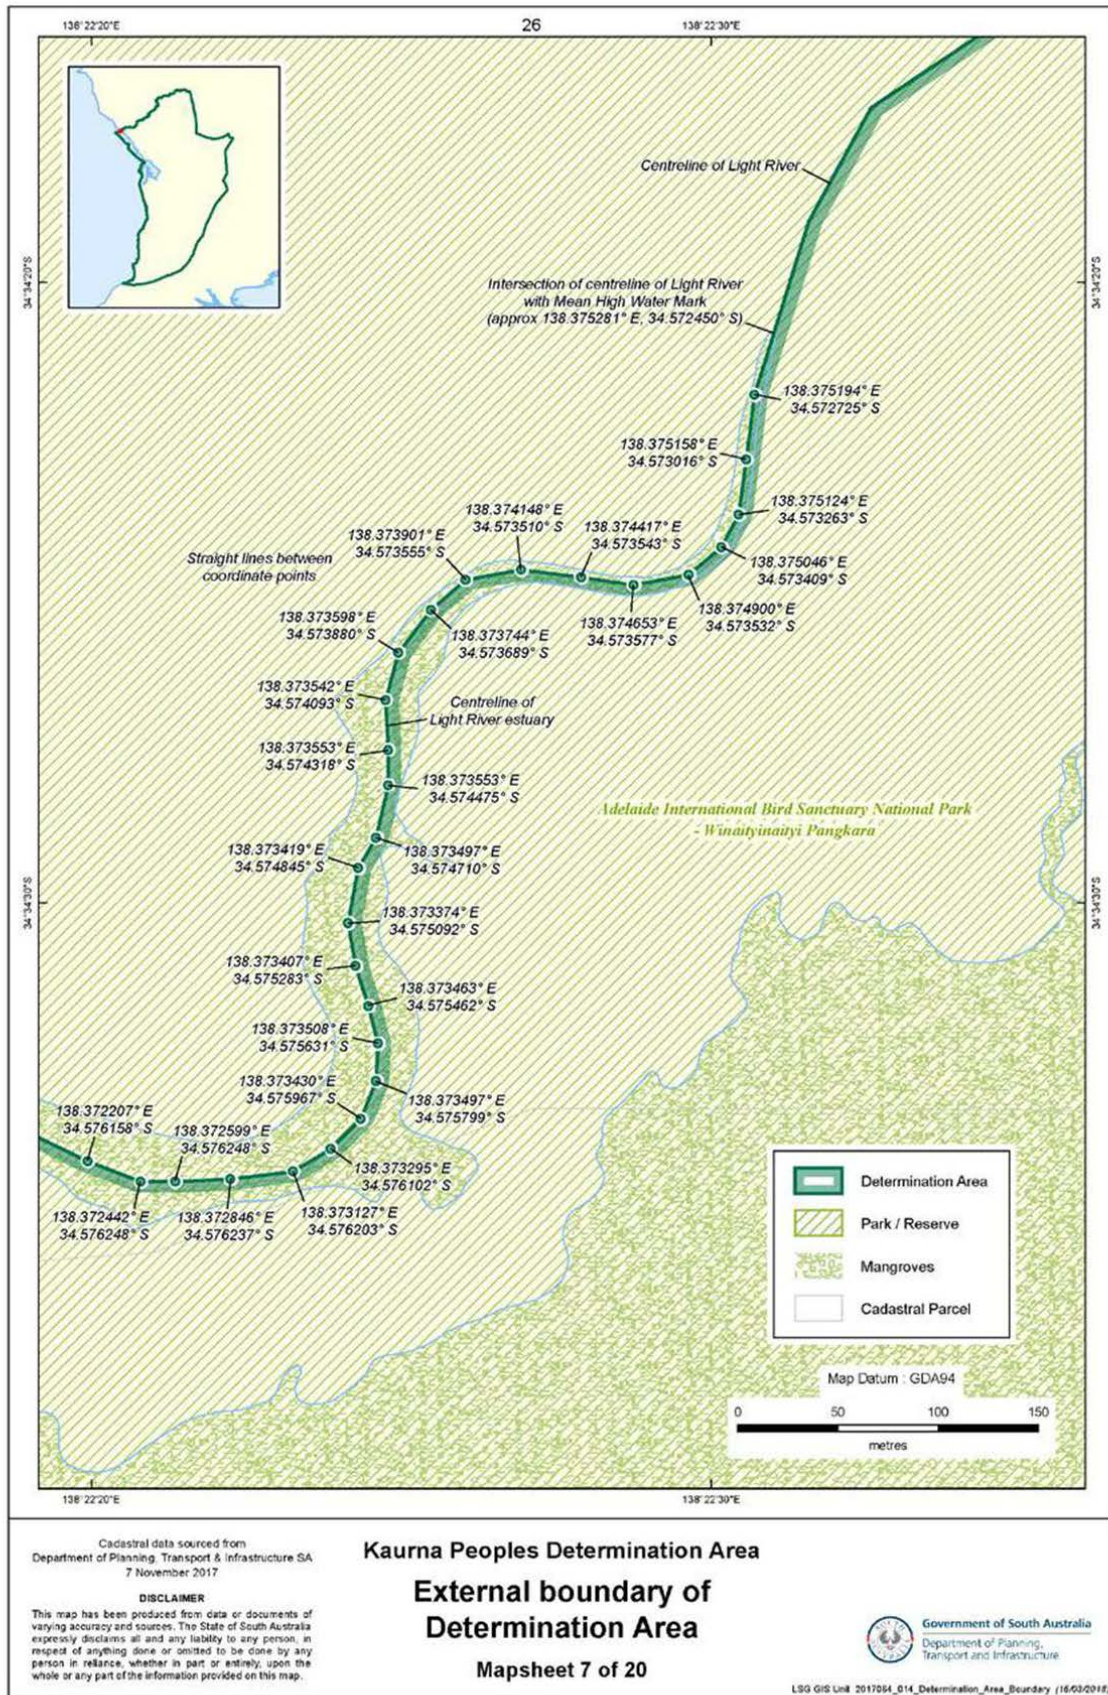 138°22'20"E
26
138°22'30"E
34°34'20"S
34°34'20"S
Centreline of Light River
Intersection of centreline of Light River
with Mean High Water Mark
(approx 138.375281° E, 34.572450° S)
138.375194° E
34.572725° S
138.375158° E
34.573016° S
138.375124° E
34.573263° S
138.374148° E
34.573510° S
138.374417° E
34.573543° S
138.373901° E
34.573555° S
138.375046° E
34.573409° S
Straight lines between
coordinate points
138.374900° E
34.573532° S
138.374653° E
34.573577° S
138.373598° E
34.573880° S
138.373744° E
34.573689° S
138.373542° E
34.574093° S
Centreline of
Light River estuary
138.373553° E
34.574318° S
138.373553° E
34.574475° S
Adelaide International Bird Sanctuary National Park
- Winaityinaityi Pangkara
138.373419° E
34.574845° S
138.373497° E
34.574710° S
34°34'30"S
34°34'30"S
138.373374° E
34.575092° S
138.373407° E
34.575283° S
138.373463° E
34.575462° S
138.373508° E
34.575631° S
138.373430° E
34.575967° S
138.373497° E
34.575799° S
138.372207° E
34.576158° S
138.372599° E
34.576248° S
138.373295° E
34.576102° S
138.372442° E
34.576248° S
138.372846° E
34.576237° S
138.373127° E
34.576203° S
Determination Area
Park / Reserve
Mangroves
Cadastral Parcel
Map Datum : GDA94
0 50 100 150
metres
138°22'20"E
138°22'30"E
Cadastral data sourced from
Department of Planning, Transport & Infrastructure SA
7 November 2017
DISCLAIMER
This map has been produced from data or documents of
varying accuracy and sources. The State of South Australia
expressly disclaims all and any liability to any person, in
respect of anything done or omitted to be done by any
person in reliance, whether in part or entirely, upon the
whole or any part of the information provided on this map.
Kaurna Peoples Determination Area
External boundary of
Determination Area
Mapsheet 7 of 20
Government of South Australia
Department of Planning,
Transport and Infrastructure
LSG GIS Unit 2017064_014_Determination_Area_Boundary (16/03/2018)